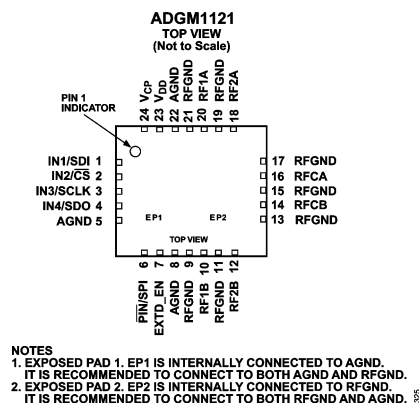 ADGM1121
TOP VIEW
(Not to Scale)
24 VCP
23 VDD
22 AGND
21 RFGND
20 RF1A
19 RFGND
18 RF2A
PIN 1
INDICATOR
IN1/SDI 1
IN2/C̅S̅ 2
IN3/SCLK 3
IN4/SDO 4
AGND 5
17 RFGND
16 RFCA
15 RFGND
14 RFCB
13 RFGND
EP1 EP2
TOP VIEW
P̅I̅N̅/SPI 6
EXTD_EN 7
AGND 8
RFGND 9
RF1B 10
RFGND 11
RF2B 12
NOTES
1. EXPOSED PAD 1. EP1 IS INTERNALLY CONNECTED TO AGND.
IT IS RECOMMENDED TO CONNECT TO BOTH AGND AND RFGND.
2. EXPOSED PAD 2. EP2 IS INTERNALLY CONNECTED TO RFGND.
IT IS RECOMMENDED TO CONNECT TO BOTH RFGND AND AGND.